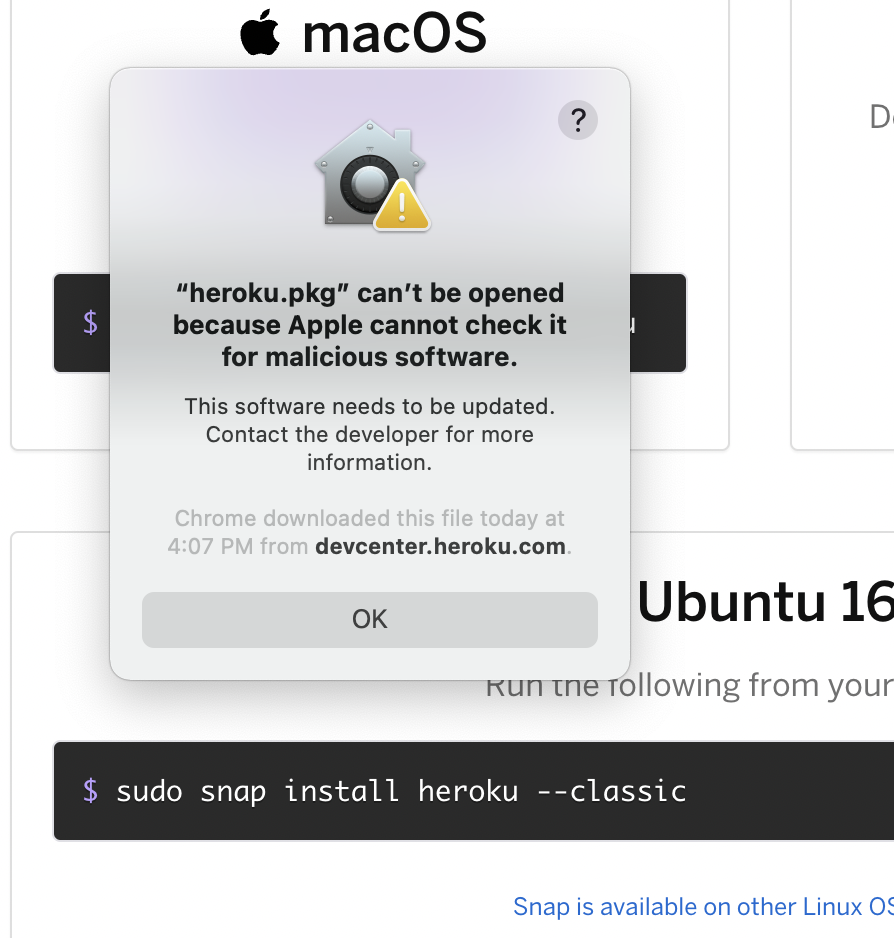 macOS
?
“heroku.pkg” can’t be opened
because Apple cannot check it
for malicious software.
$
This software needs to be updated.
Contact the developer for more
information.
Chrome downloaded this file today at
4:07 PM from devcenter.heroku.com.
OK
Ubuntu 16
Run the following from your
$ sudo snap install heroku --classic
Snap is available on other Linux OS